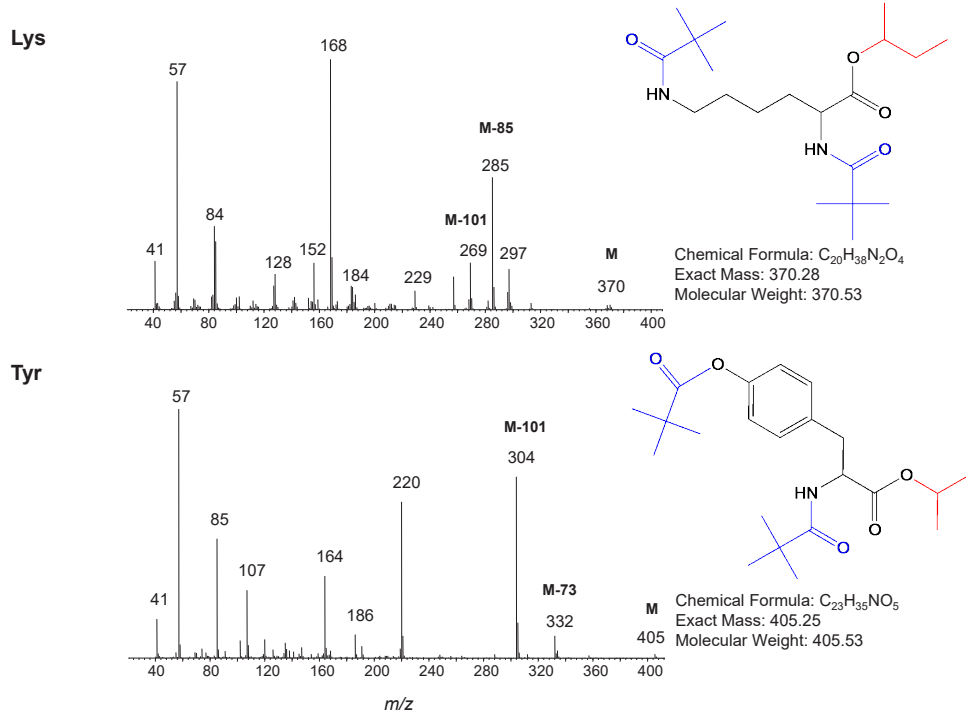 Lys
168
57
M-85
285
84
M-101
41
128
152
184
229
269
297
M
370
40
80
120
160
200
240
280
320
360
400
O
O
O
HN
HN
O
Chemical Formula: C₂₀H₃₈N₂O₄
Exact Mass: 370.28
Molecular Weight: 370.53
Tyr
57
M-101
304
220
85
164
107
41
186
M-73
332
M
405
40
80
120
160
200
240
280
320
360
400
m/z
O
O
O
HN
O
O
Chemical Formula: C₂₃H₃₅NO₅
Exact Mass: 405.25
Molecular Weight: 405.53